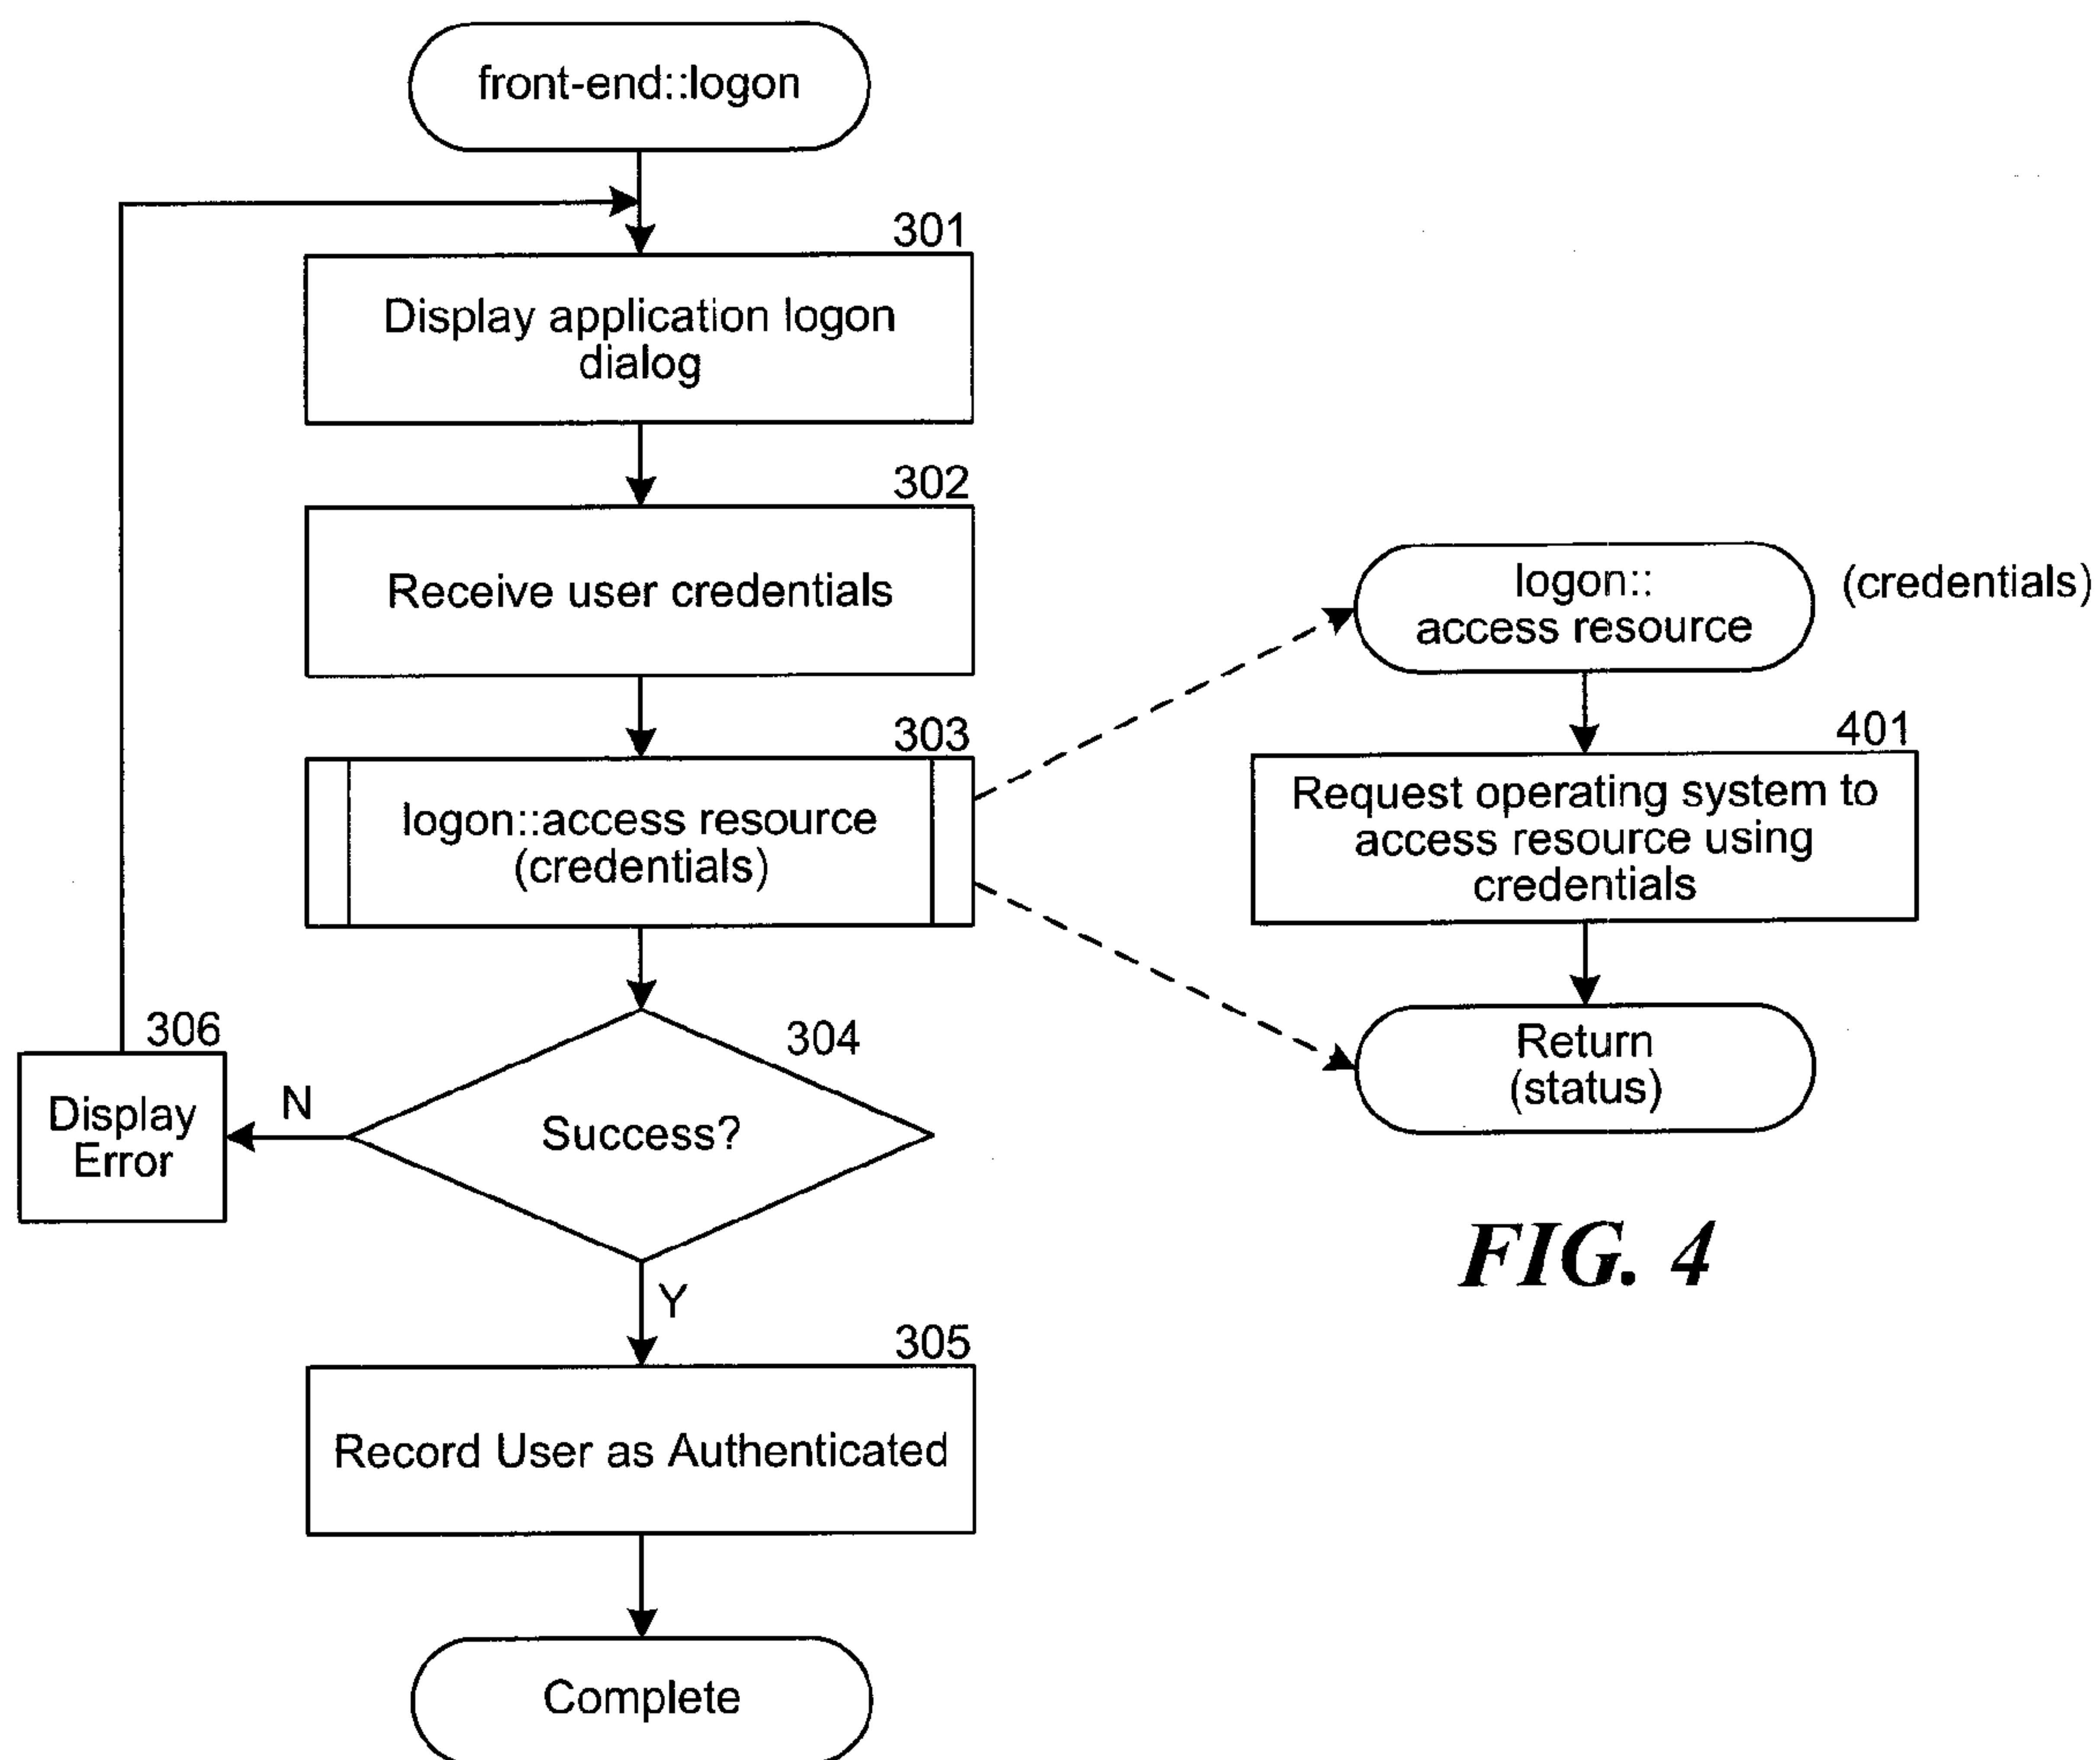 front-end::logon
301
Display application logon
dialog
302
Receive user credentials
303
logon::access resource
(credentials)
304
Success?
N
306
Display
Error
Y
305
Record User as Authenticated
Complete
logon::
access resource
(credentials)
401
Request operating system to
access resource using
credentials
Return
(status)
FIG. 4